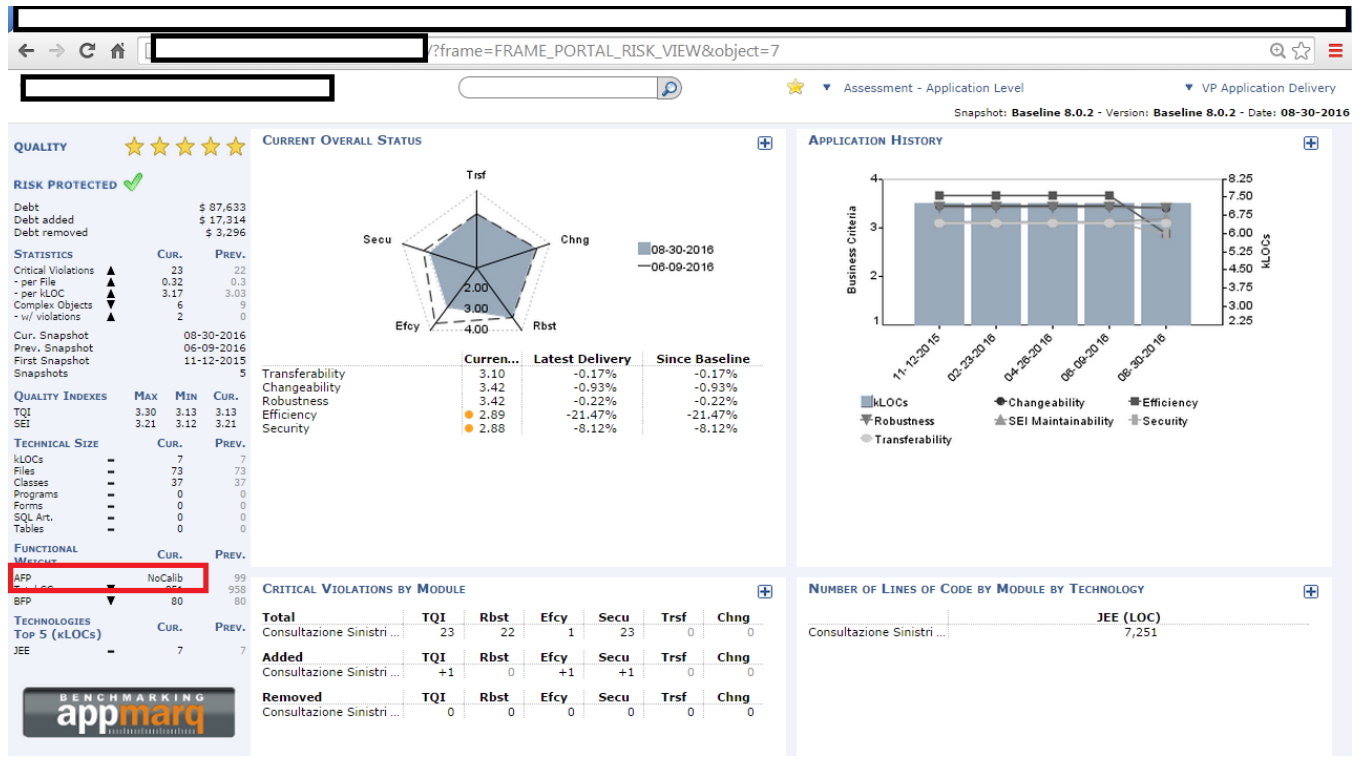 /?frame=FRAME_PORTAL_RISK_VIEW&object=7
Assessment - Application Level
VP Application Delivery
Snapshot: Baseline 8.0.2 - Version: Baseline 8.0.2 - Date: 08-30-2016
QUALITY
RISK PROTECTED
Debt $ 87,633
Debt added $ 17,314
Debt removed $ 3,296
STATISTICS CUR. PREV.
Critical Violations ▲ 23 22
- per File ▲ 0.32 0.3
- per kLOC ▲ 3.17 3.03
Complex Objects ▼ 6 9
- w/ violations ▲ 2 0
Cur. Snapshot 08-30-2016
Prev. Snapshot 06-09-2016
First Snapshot 11-12-2015
Snapshots 5
QUALITY INDEXES MAX MIN CUR.
TQI 3.30 3.13 3.13
SEI 3.21 3.12 3.21
TECHNICAL SIZE CUR. PREV.
kLOCs 7 7
Files 73 73
Classes 37 37
Programs 0 0
Forms 0 0
SQL Art. 0 0
Tables 0 0
FUNCTIONAL
WEIGHT CUR. PREV.
AFP NoCalib 99
958
BFP ▼ 80 80
TECHNOLOGIES
TOP 5 (KLOCS) CUR. PREV.
JEE 7 7
BENCHMARKING
appmarq
CURRENT OVERALL STATUS
Trsf
Secu
Chng
2.00
3.00
4.00
Efcy
Rbst
08-30-2016
06-09-2016
Curren... Latest Delivery Since Baseline
Transferability 3.10 -0.17% -0.17%
Changeability 3.42 -0.93% -0.93%
Robustness 3.42 -0.22% -0.22%
Efficiency 2.89 -21.47% -21.47%
Security 2.88 -8.12% -8.12%
APPLICATION HISTORY
Business Criteria
4
3
2
1
8.25
7.50
6.75
6.00
5.25
4.50
3.75
3.00
2.25
kLOCs
11-12-2015
02-23-2016
04-26-2016
06-09-2016
08-30-2016
kLOCs Changeability Efficiency
Robustness SEI Maintainability Security
Transferability
CRITICAL VIOLATIONS BY MODULE
Total TQI Rbst Efcy Secu Trsf Chng
Consultazione Sinistri ... 23 22 1 23 0 0
Added TQI Rbst Efcy Secu Trsf Chng
Consultazione Sinistri ... +1 0 +1 +1 0 0
Removed TQI Rbst Efcy Secu Trsf Chng
Consultazione Sinistri ... 0 0 0 0 0 0
NUMBER OF LINES OF CODE BY MODULE BY TECHNOLOGY
JEE (LOC)
Consultazione Sinistri ... 7,251